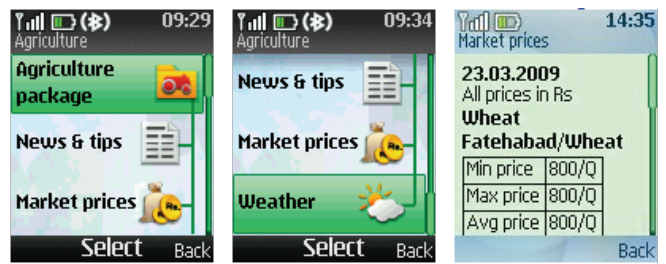 09:29
Agriculture
Agriculture
package
News & tips
Market prices
Rs.
Select Back
09:34
Agriculture
News & tips
Market prices
Rs.
Weather
Select Back
14:35
Market prices
23.03.2009
All prices in Rs
Wheat
Fatehabad/Wheat
Min price 800/Q
Max price 800/Q
Avg price 800/Q
Back